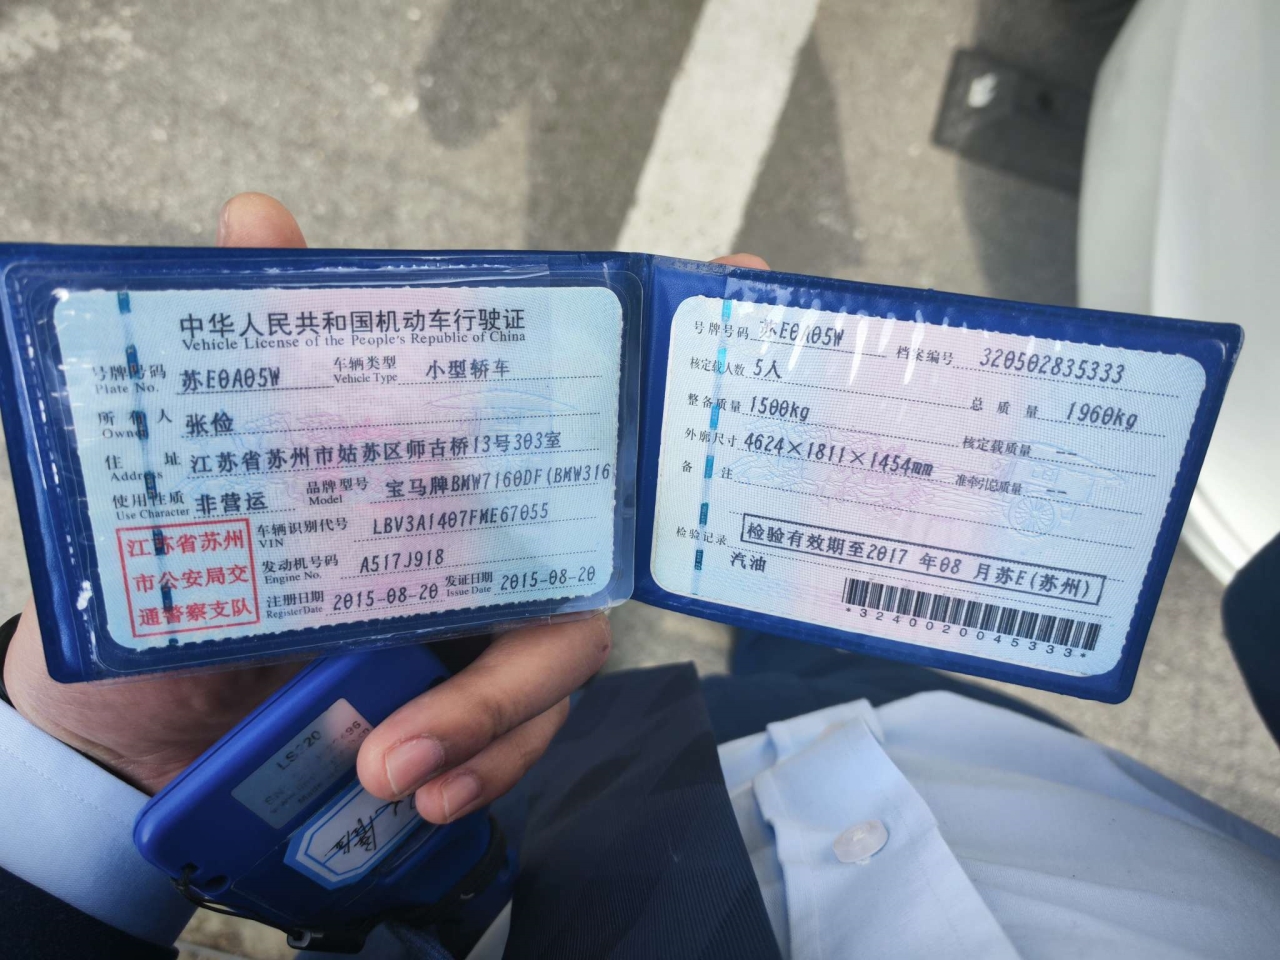 中华人民共和国机动车行驶证
Vehicle License of the People's Republic of China
号牌号码 苏E0A05W 车辆类型 小型轿车
Plate No. Vehicle Type
所有人 张俭
Owner
住址 江苏省苏州市姑苏区师古桥13号303室
Address
使用性质 非营运 品牌型号 宝马牌BMW7160DF(BMW316
Use Character Model
车辆识别代号 LBV3A1407FME67055
VIN
发动机号码 A517J918
Engine No.
注册日期 2015-08-20 发证日期 2015-08-20
Register Date Issue Date
江苏省苏州
市公安局交
通警察支队
号牌号码 苏E0A05W 档案编号 320502835333
核定载人数 5人 总质量 1960kg
整备质量 1500kg 核定载质量 --
外廓尺寸 4624×1811×1454mm 准牵引总质量 --
备注
检验记录 检验有效期至2017 年08 月苏E(苏州)
汽油
*3240020045333*
LS220